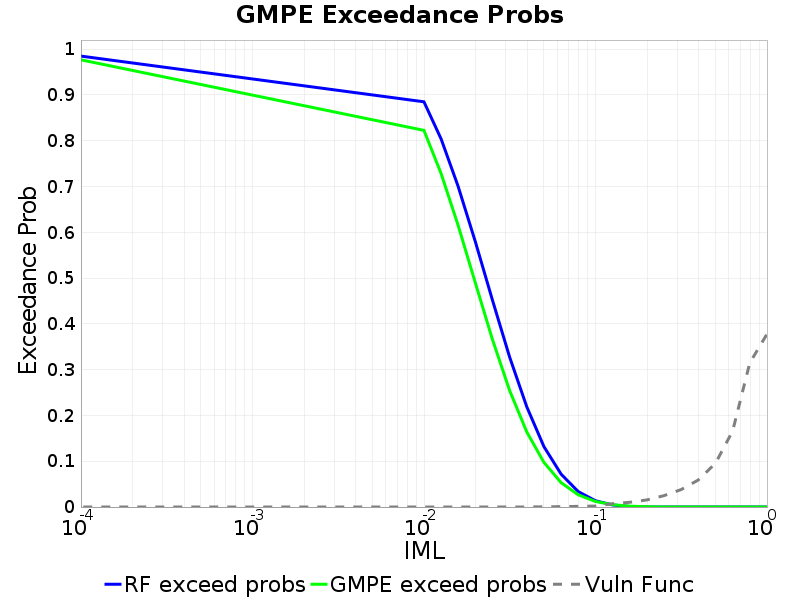 GMPE Exceedance Probs
Exceedance Prob
1
0.9
0.8
0.7
0.6
0.5
0.4
0.3
0.2
0.1
0
10-4 10-3 10-2 10-1 100
IML
RF exceed probs GMPE exceed probs Vuln Func